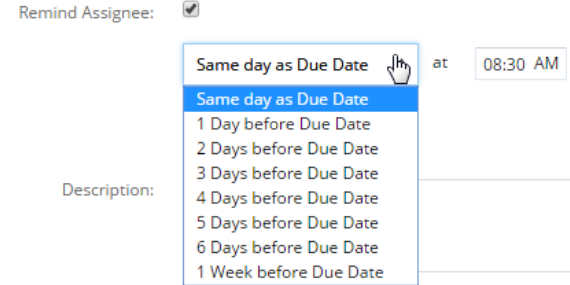 Remind Assignee:
Same day as Due Date at 08:30 AM
Same day as Due Date
1 Day before Due Date
2 Days before Due Date
3 Days before Due Date
Description:
4 Days before Due Date
5 Days before Due Date
6 Days before Due Date
1 Week before Due Date